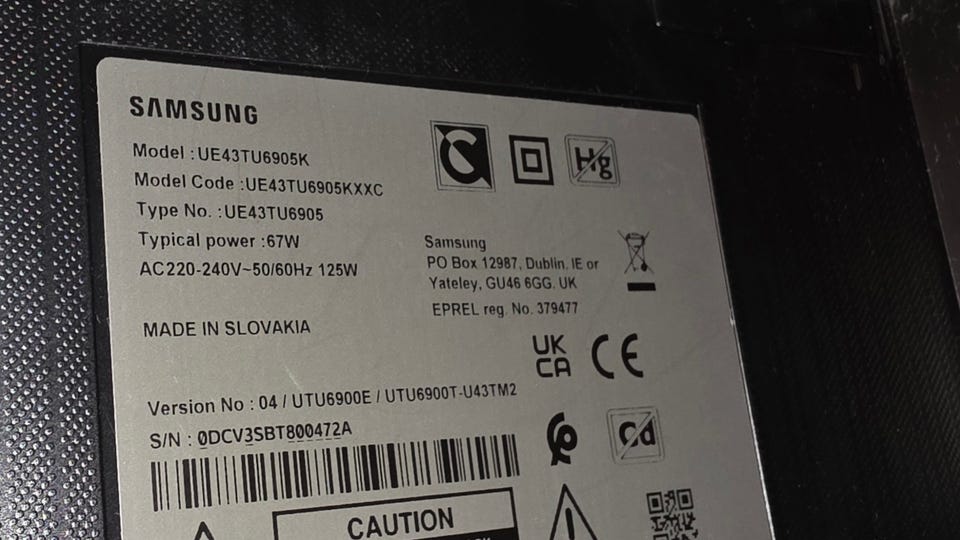 SAMSUNG
Model :UE43TU6905K
Model Code :UE43TU6905KXXC
Type No. :UE43TU6905
Typical power :67W
AC220-240V~50/60Hz 125W
MADE IN SLOVAKIA
Hg
Samsung
PO Box 12987, Dublin. IE or
Yateley, GU46 6GG. UK
EPREL reg. No. 379477
UK
CA
CE
Version No : 04 / UTU6900E / UTU6900T-U43TM2
S/N : 0DCV3SBT800472A
Cd
CAUTION